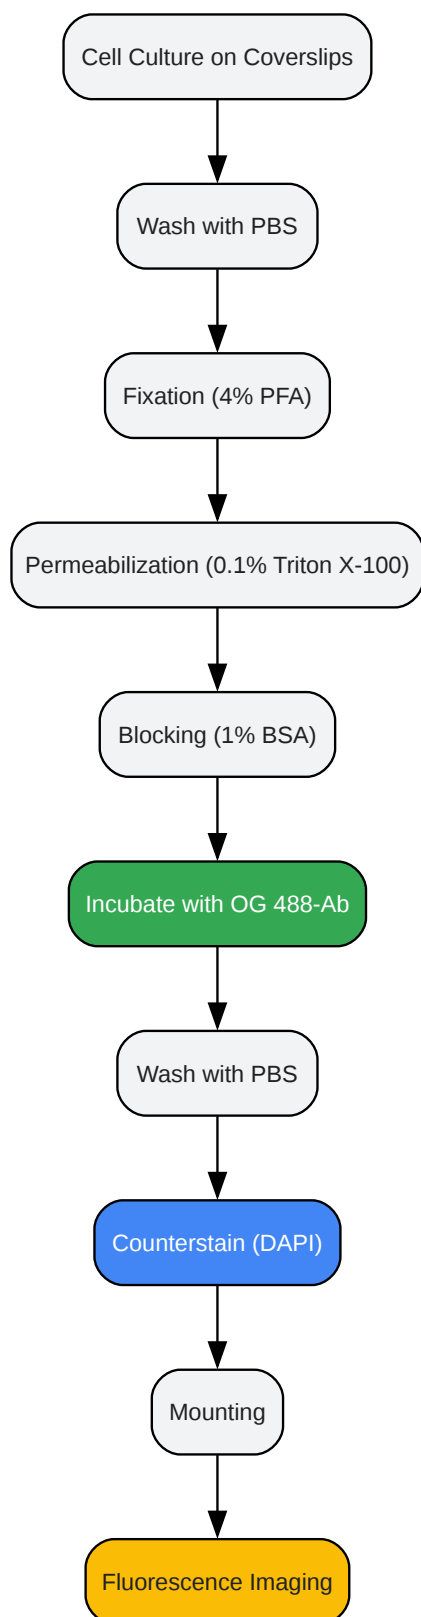 Cell Culture on Coverslips
Wash with PBS
Fixation (4% PFA)
Permeabilization (0.1% Triton X-100)
Blocking (1% BSA)
Incubate with OG 488-Ab
Wash with PBS
Counterstain (DAPI)
Mounting
Fluorescence Imaging